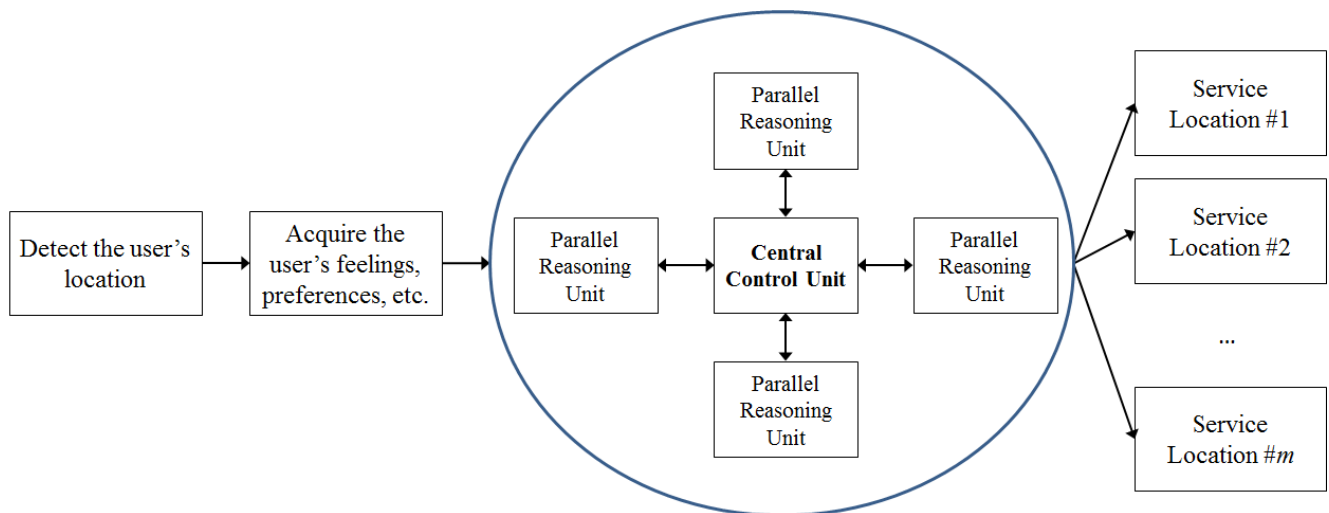 Detect the user’s
location
Acquire the
user’s feelings,
preferences, etc.
Parallel
Reasoning
Unit
Parallel
Reasoning
Unit
Central
Control Unit
Parallel
Reasoning
Unit
Parallel
Reasoning
Unit
Service
Location #1
Service
Location #2
...
Service
Location #m